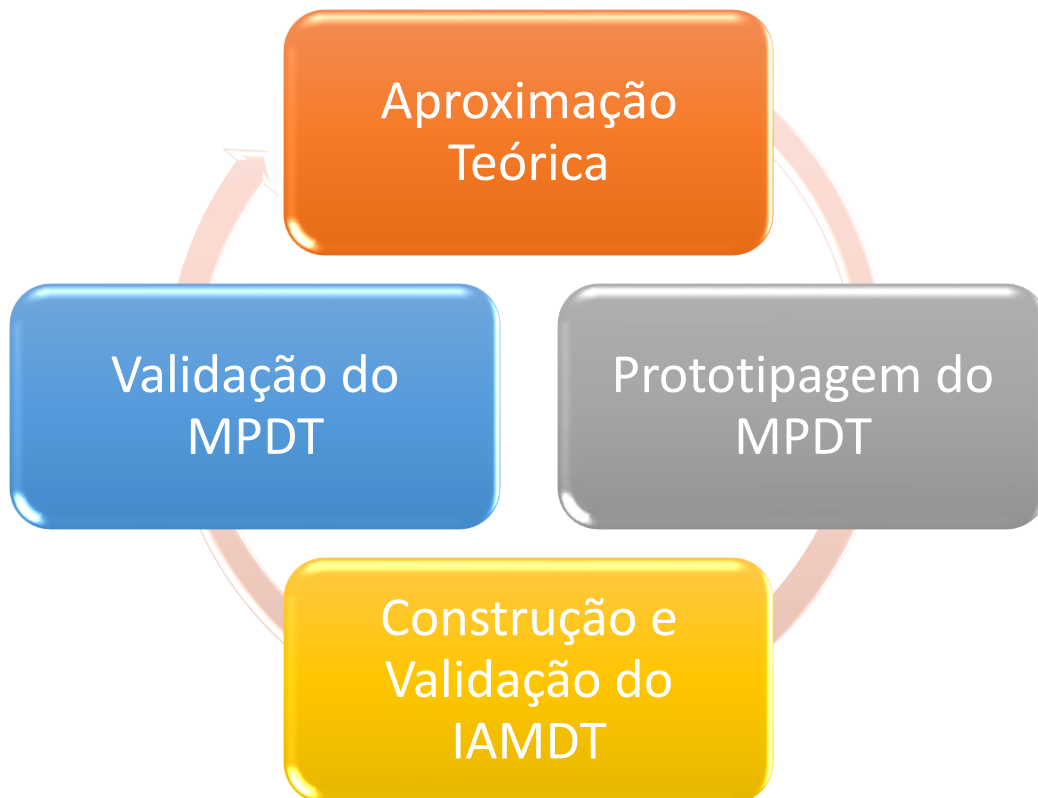 Aproximação
Teórica
Validação do
MPDT
Prototipagem do
MPDT
Construção e
Validação do
IAMDT